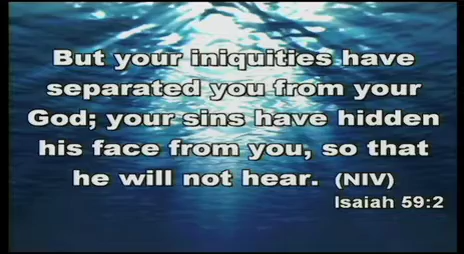 But your iniquities have
separated you from your
God; your sins have hidden
his face from you, so that
he will not hear. (NIV)
Isaiah 59:2